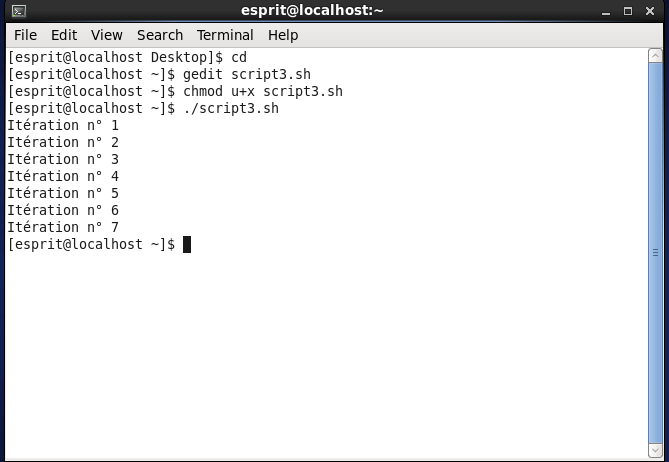 esprit@localhost:~
File Edit View Search Terminal Help
[esprit@localhost Desktop]$ cd
[esprit@localhost ~]$ gedit script3.sh
[esprit@localhost ~]$ chmod u+x script3.sh
[esprit@localhost ~]$ ./script3.sh
Itération n° 1
Itération n° 2
Itération n° 3
Itération n° 4
Itération n° 5
Itération n° 6
Itération n° 7
[esprit@localhost ~]$